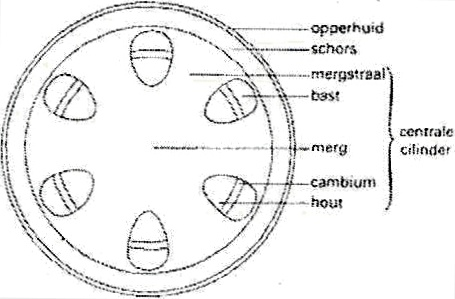 opperhuid
schors
mergstraal
bast
centrale
cilinder
merg
cambium
hout